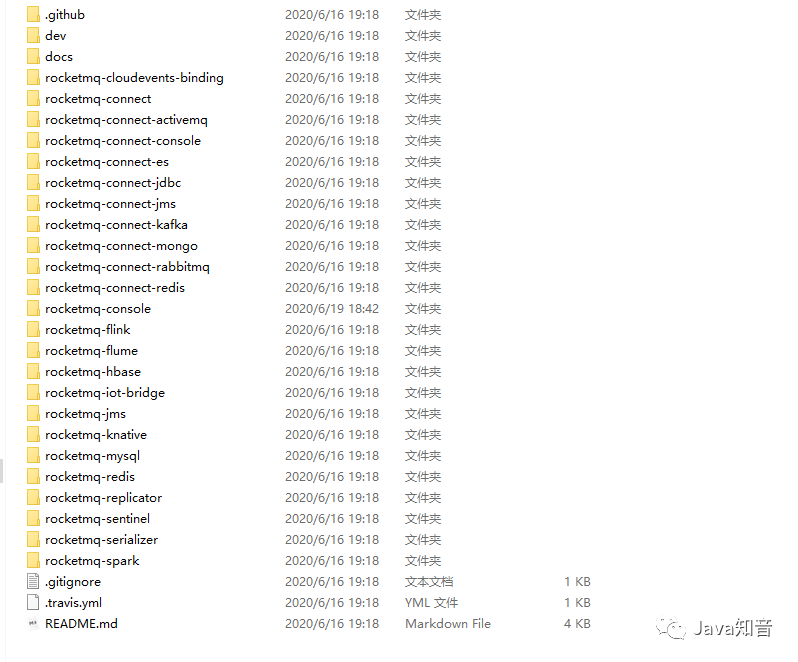 .github 2020/6/16 19:18 文件夹
dev 2020/6/16 19:18 文件夹
docs 2020/6/16 19:18 文件夹
rocketmq-cloudevents-binding 2020/6/16 19:18 文件夹
rocketmq-connect 2020/6/16 19:18 文件夹
rocketmq-connect-activemq 2020/6/16 19:18 文件夹
rocketmq-connect-console 2020/6/16 19:18 文件夹
rocketmq-connect-es 2020/6/16 19:18 文件夹
rocketmq-connect-jdbc 2020/6/16 19:18 文件夹
rocketmq-connect-jms 2020/6/16 19:18 文件夹
rocketmq-connect-kafka 2020/6/16 19:18 文件夹
rocketmq-connect-mongo 2020/6/16 19:18 文件夹
rocketmq-connect-rabbitmq 2020/6/16 19:18 文件夹
rocketmq-connect-redis 2020/6/16 19:18 文件夹
rocketmq-console 2020/6/19 18:42 文件夹
rocketmq-flink 2020/6/16 19:18 文件夹
rocketmq-flume 2020/6/16 19:18 文件夹
rocketmq-hbase 2020/6/16 19:18 文件夹
rocketmq-iot-bridge 2020/6/16 19:18 文件夹
rocketmq-jms 2020/6/16 19:18 文件夹
rocketmq-knative 2020/6/16 19:18 文件夹
rocketmq-mysql 2020/6/16 19:18 文件夹
rocketmq-redis 2020/6/16 19:18 文件夹
rocketmq-replicator 2020/6/16 19:18 文件夹
rocketmq-sentinel 2020/6/16 19:18 文件夹
rocketmq-serializer 2020/6/16 19:18 文件夹
rocketmq-spark 2020/6/16 19:18 文件夹
.gitignore 2020/6/16 19:18 文本文档 1 KB
.travis.yml 2020/6/16 19:18 YML 文件 1 KB
README.md 2020/6/16 19:18 Markdown File 4 KB
Java知音